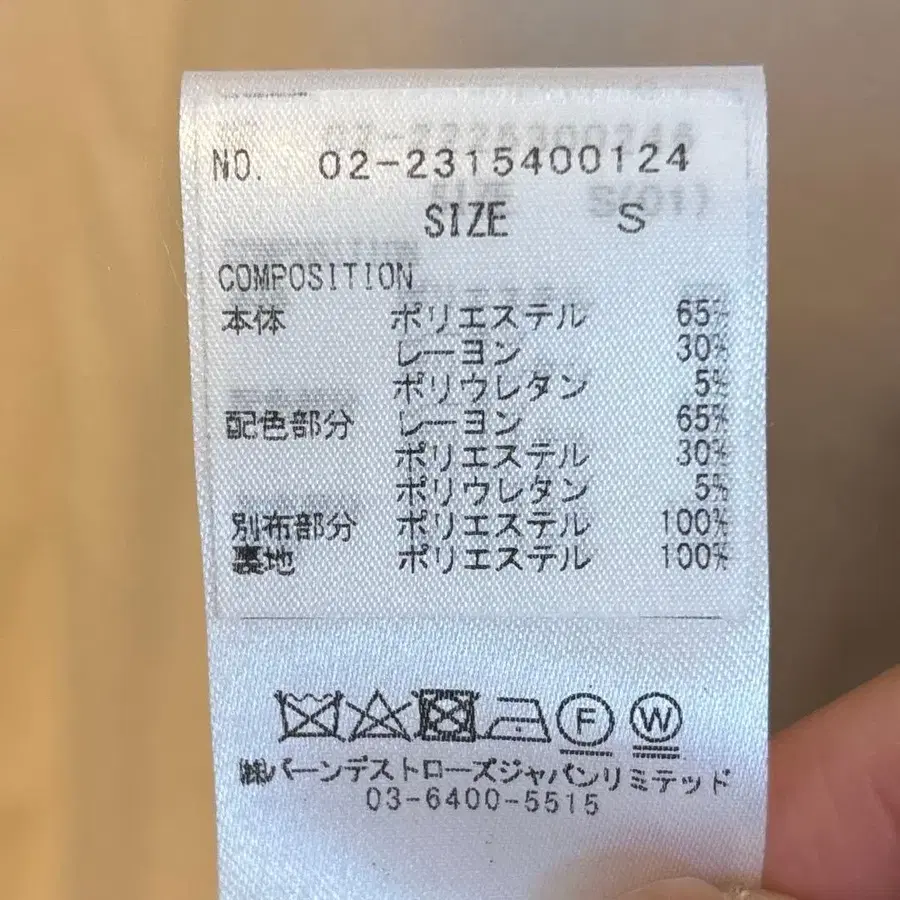 NO. 02-2315400124
SIZE S
COMPOSITION
本体 ポリエステル 65%
レーヨン 30%
ポリウレタン 5%
配色部分 レーヨン 65%
ポリエステル 30%
ポリウレタン 5%
別布部分 ポリエステル 100%
裏地 ポリエステル 100%
F W
㈱バーンデストローズジャパンリミテッド
03-6400-5515